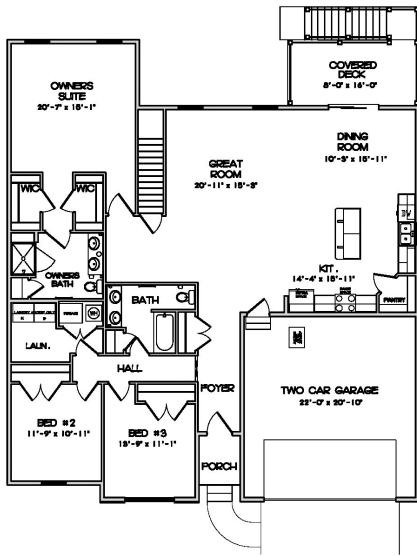 OWNERS
SUITE
20'-7" x 15'-1"
COVERED
DECK
8'-0" x 16'-0"
DINING
ROOM
10'-3" x 15'-11"
GREAT
ROOM
20'-11" x 15'-3"
WIC
WIC
DW
OWNERS
BATH
KIT.
14'-4" x 15'-11"
PANTRY
BATH
WH
LAUN.
HALL
FOYER
TWO CAR GARAGE
22'-0" x 20'-10"
BED #2
11'-9" x 10'-11"
BED #3
13'-9" x 11'-1"
PORCH